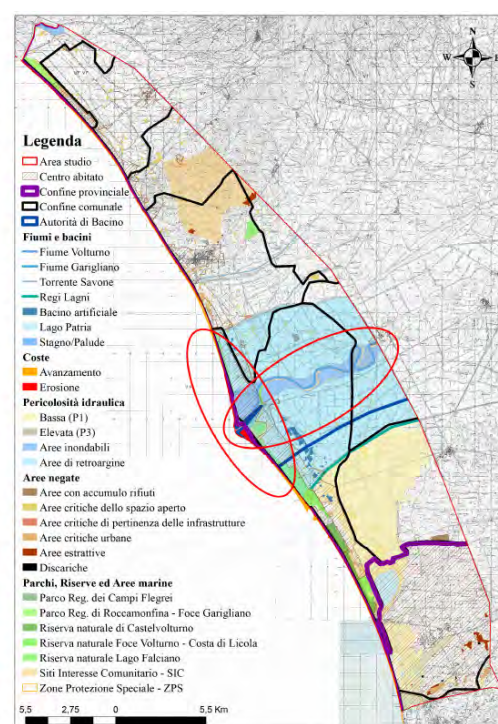 N
W E
S
Legenda
Area studio
Centro abitato
Confine provinciale
Confine comunale
Autorità di Bacino
Fiumi e bacini
Fiume Volturno
Fiume Garigliano
Torrente Savone
Regi Lagni
Bacino artificiale
Lago Patria
Stagno/Palude
Coste
Avanzamento
Erosione
Pericolosità idraulica
Bassa (P1)
Elevata (P3)
Aree inondabili
Aree di retroargine
Aree negate
Aree con accumulo rifiuti
Aree critiche dello spazio aperto
Aree critiche di pertinenza delle infrastrutture
Aree critiche urbane
Aree estrattive
Discariche
Parchi, Riserve ed Aree marine
Parco Reg. dei Campi Flegrei
Parco Reg. di Roccamonfina - Foce Garigliano
Riserva naturale di Castelvolturno
Riserva naturale Foce Volturno - Costa di Licola
Riserva naturale Lago Falciano
Siti Interesse Comunitario - SIC
Zone Protezione Speciale - ZPS
5,5 2,75 0 5,5 Km